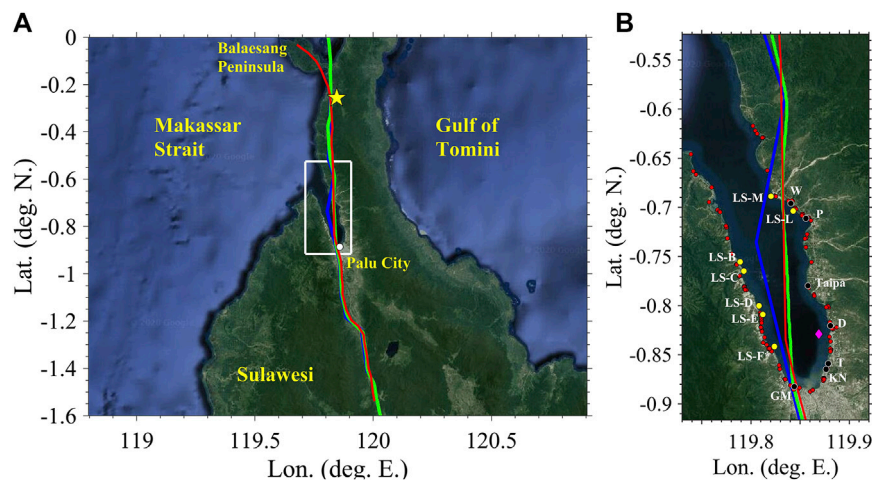 A
B
0
-0.2
-0.4
-0.6
-0.8
-1
-1.2
-1.4
-1.6
Lat. (deg. N.)
Balaesang
Peninsula
Makassar
Strait
Gulf of
Tomini
Palu City
Sulawesi
119
119.5
120
120.5
Lon. (deg. E.)
-0.55
-0.6
-0.65
-0.7
-0.75
-0.8
-0.85
-0.9
Lat. (deg. N.)
LS-M
W
LS-L
P
LS-B
LS-C
Taipa
LS-D
LS-E
D
LS-F
T
KN
GM
119.8
119.9
Lon. (deg. E.)